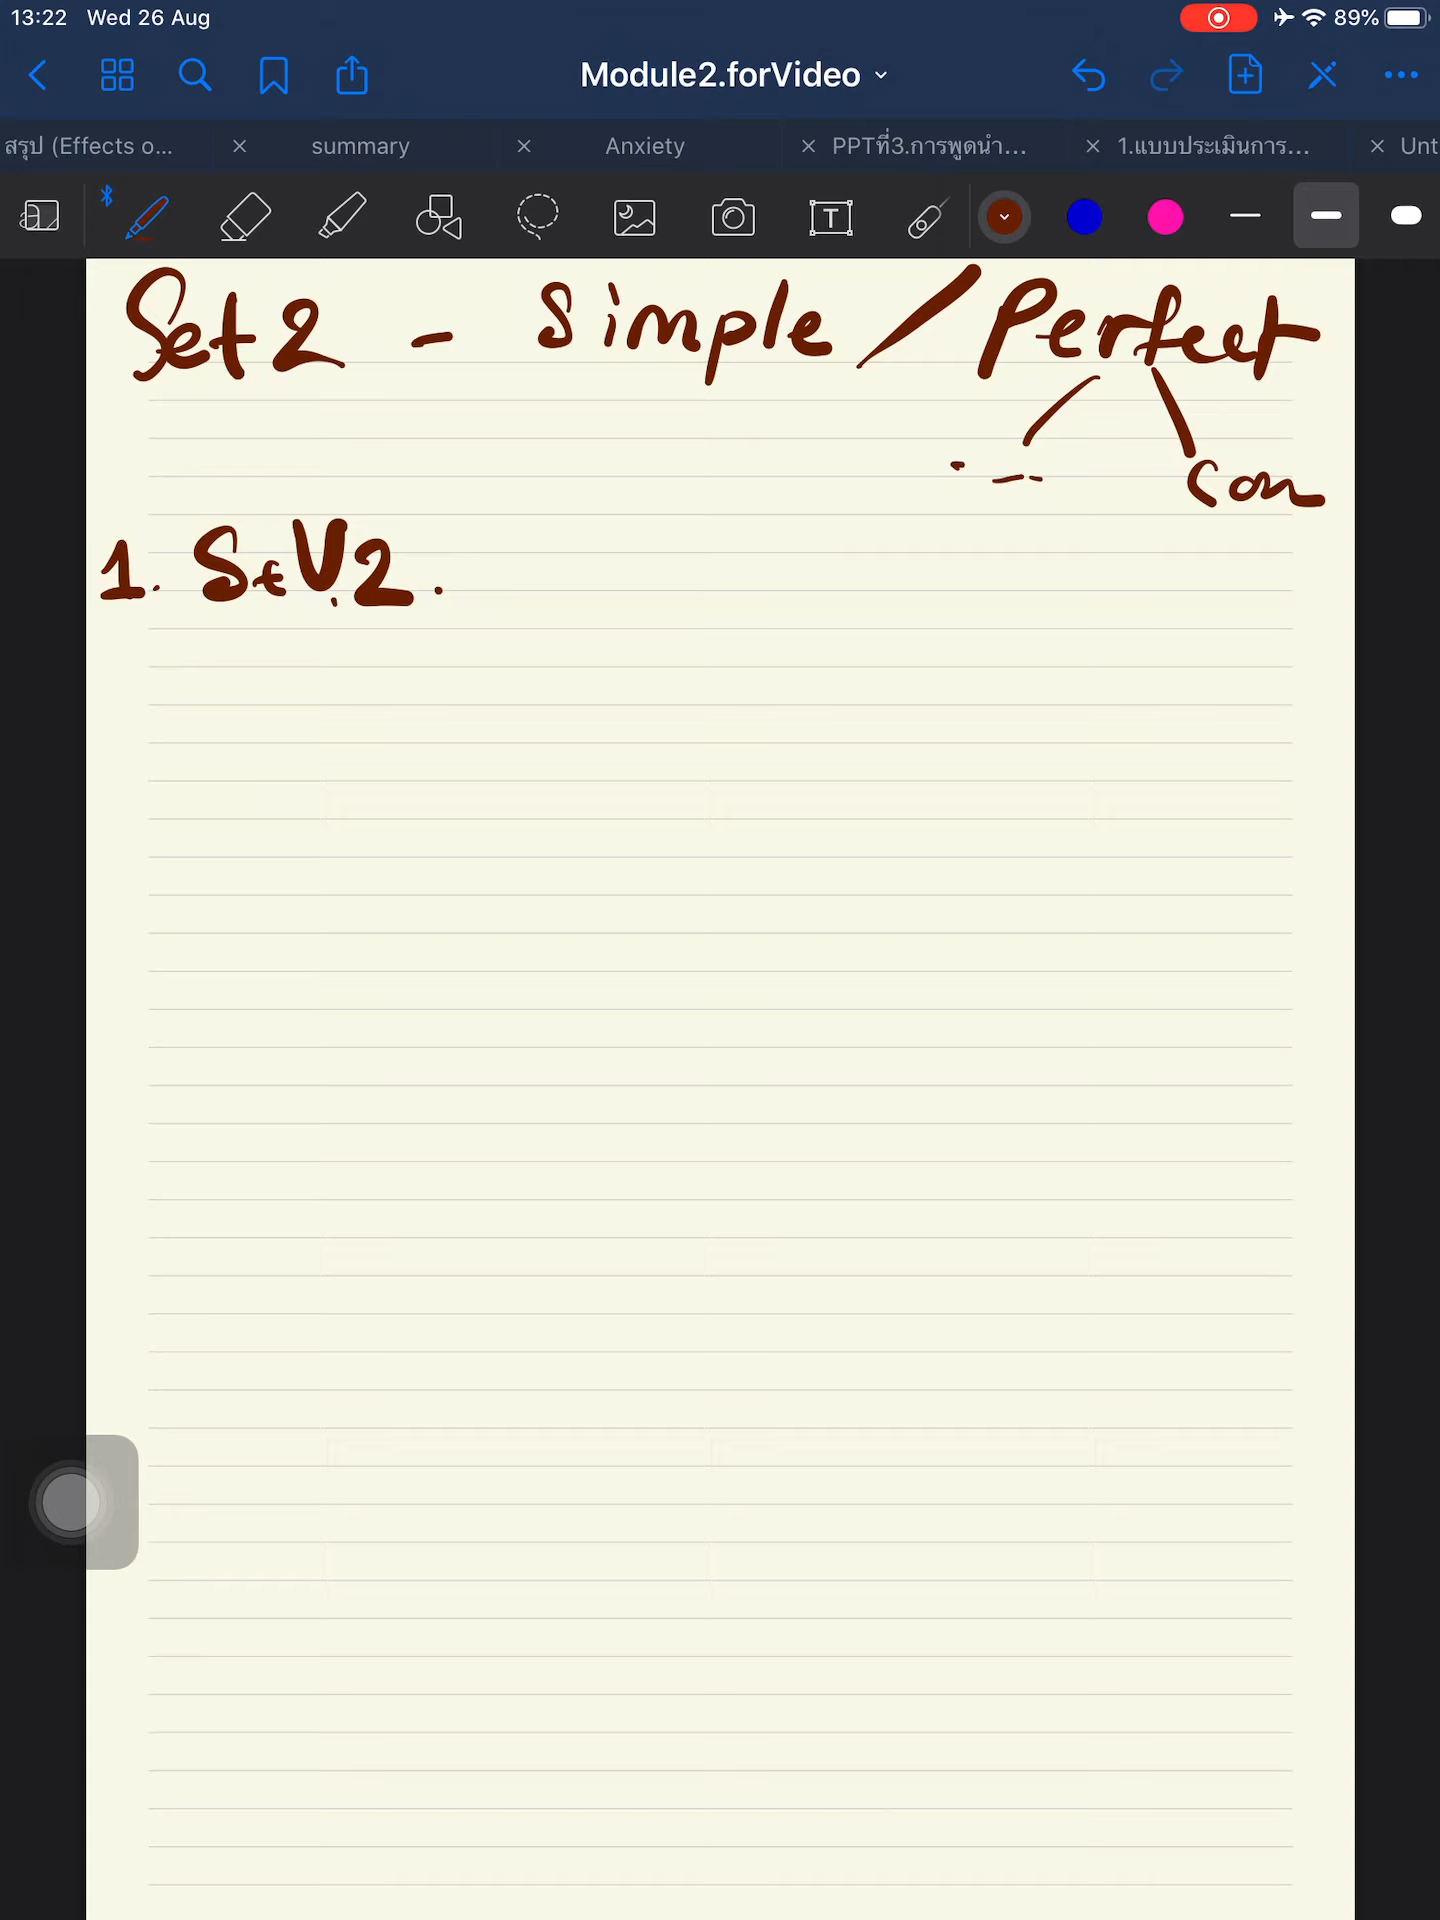 13:22 Wed 26 Aug 89%
Module2.forVideo
สรุป (Effects o... × summary × Anxiety × PPTที่3.การพูดนำ... × 1.แบบประเมินการ... × Unt
a T
Set 2 - Simple / Perfect
--- Con
1. S+V.2.